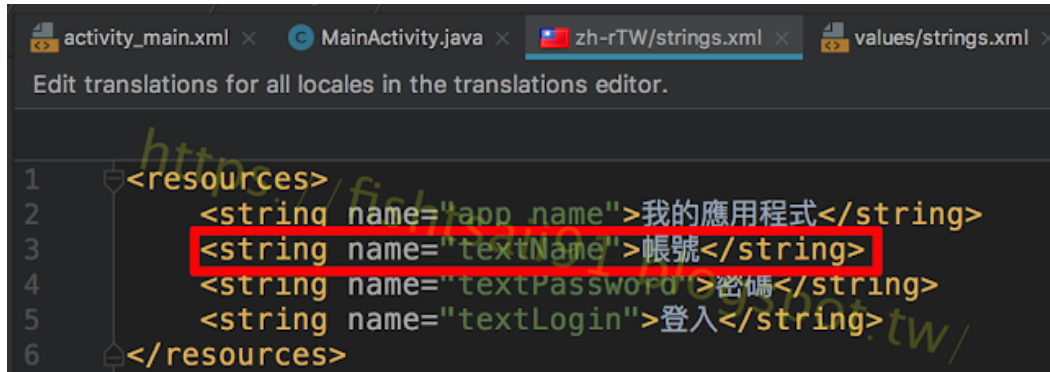 activity_main.xml MainActivity.java zh-rTW/strings.xml values/strings.xml
Edit translations for all locales in the translations editor.
1 <resources>
2 <string name="app_name">我的應用程式</string>
3 <string name="textName">帳號</string>
4 <string name="textPassword">密碼</string>
5 <string name="textLogin">登入</string>
6 </resources>